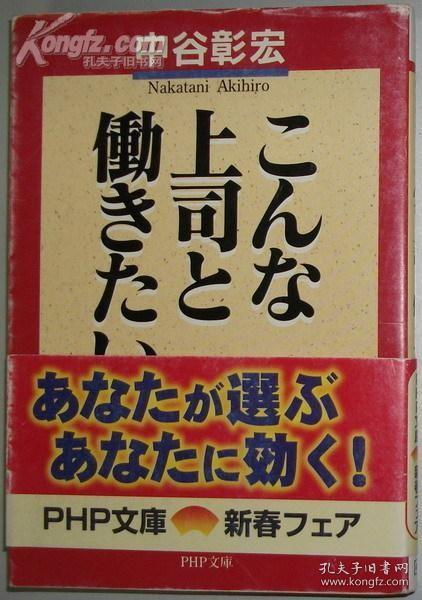 Kongfz.com
孔夫子旧书网
中谷彰宏
Nakatani Akihiro
こんな
上司と
働きたい
あなたが選ぶ
あなたに効く!
PHP文庫
新春フェア
PHP文庫
孔夫子旧书网
book.kongfz.com